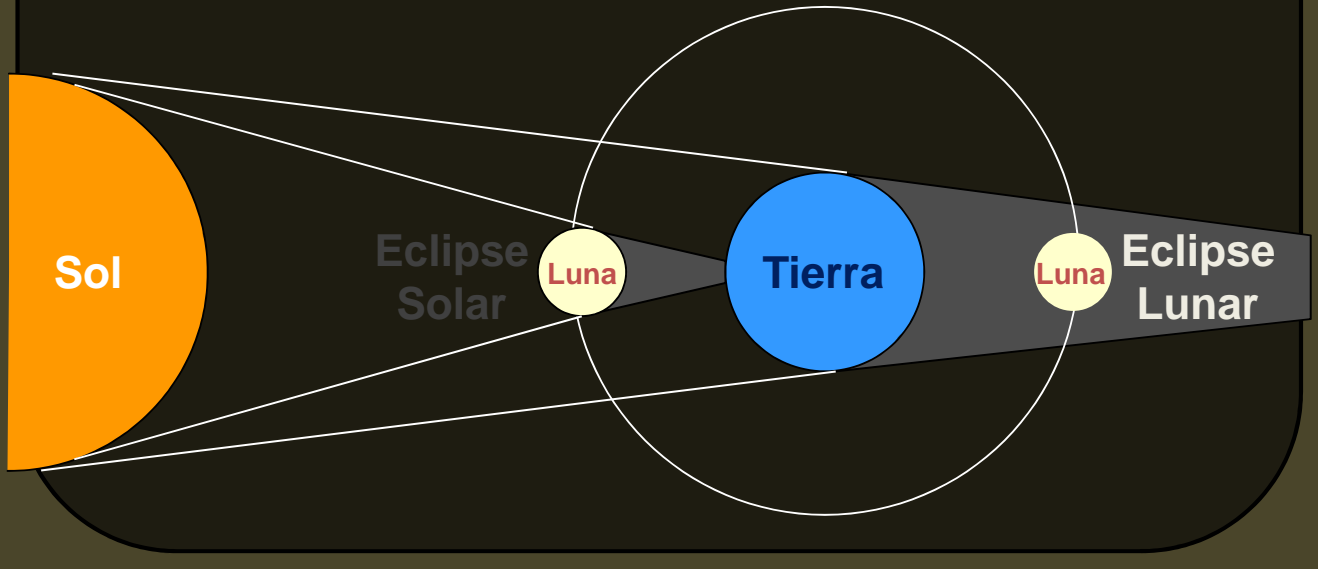 Sol
Eclipse
Solar
Luna
Tierra
Luna
Eclipse
Lunar